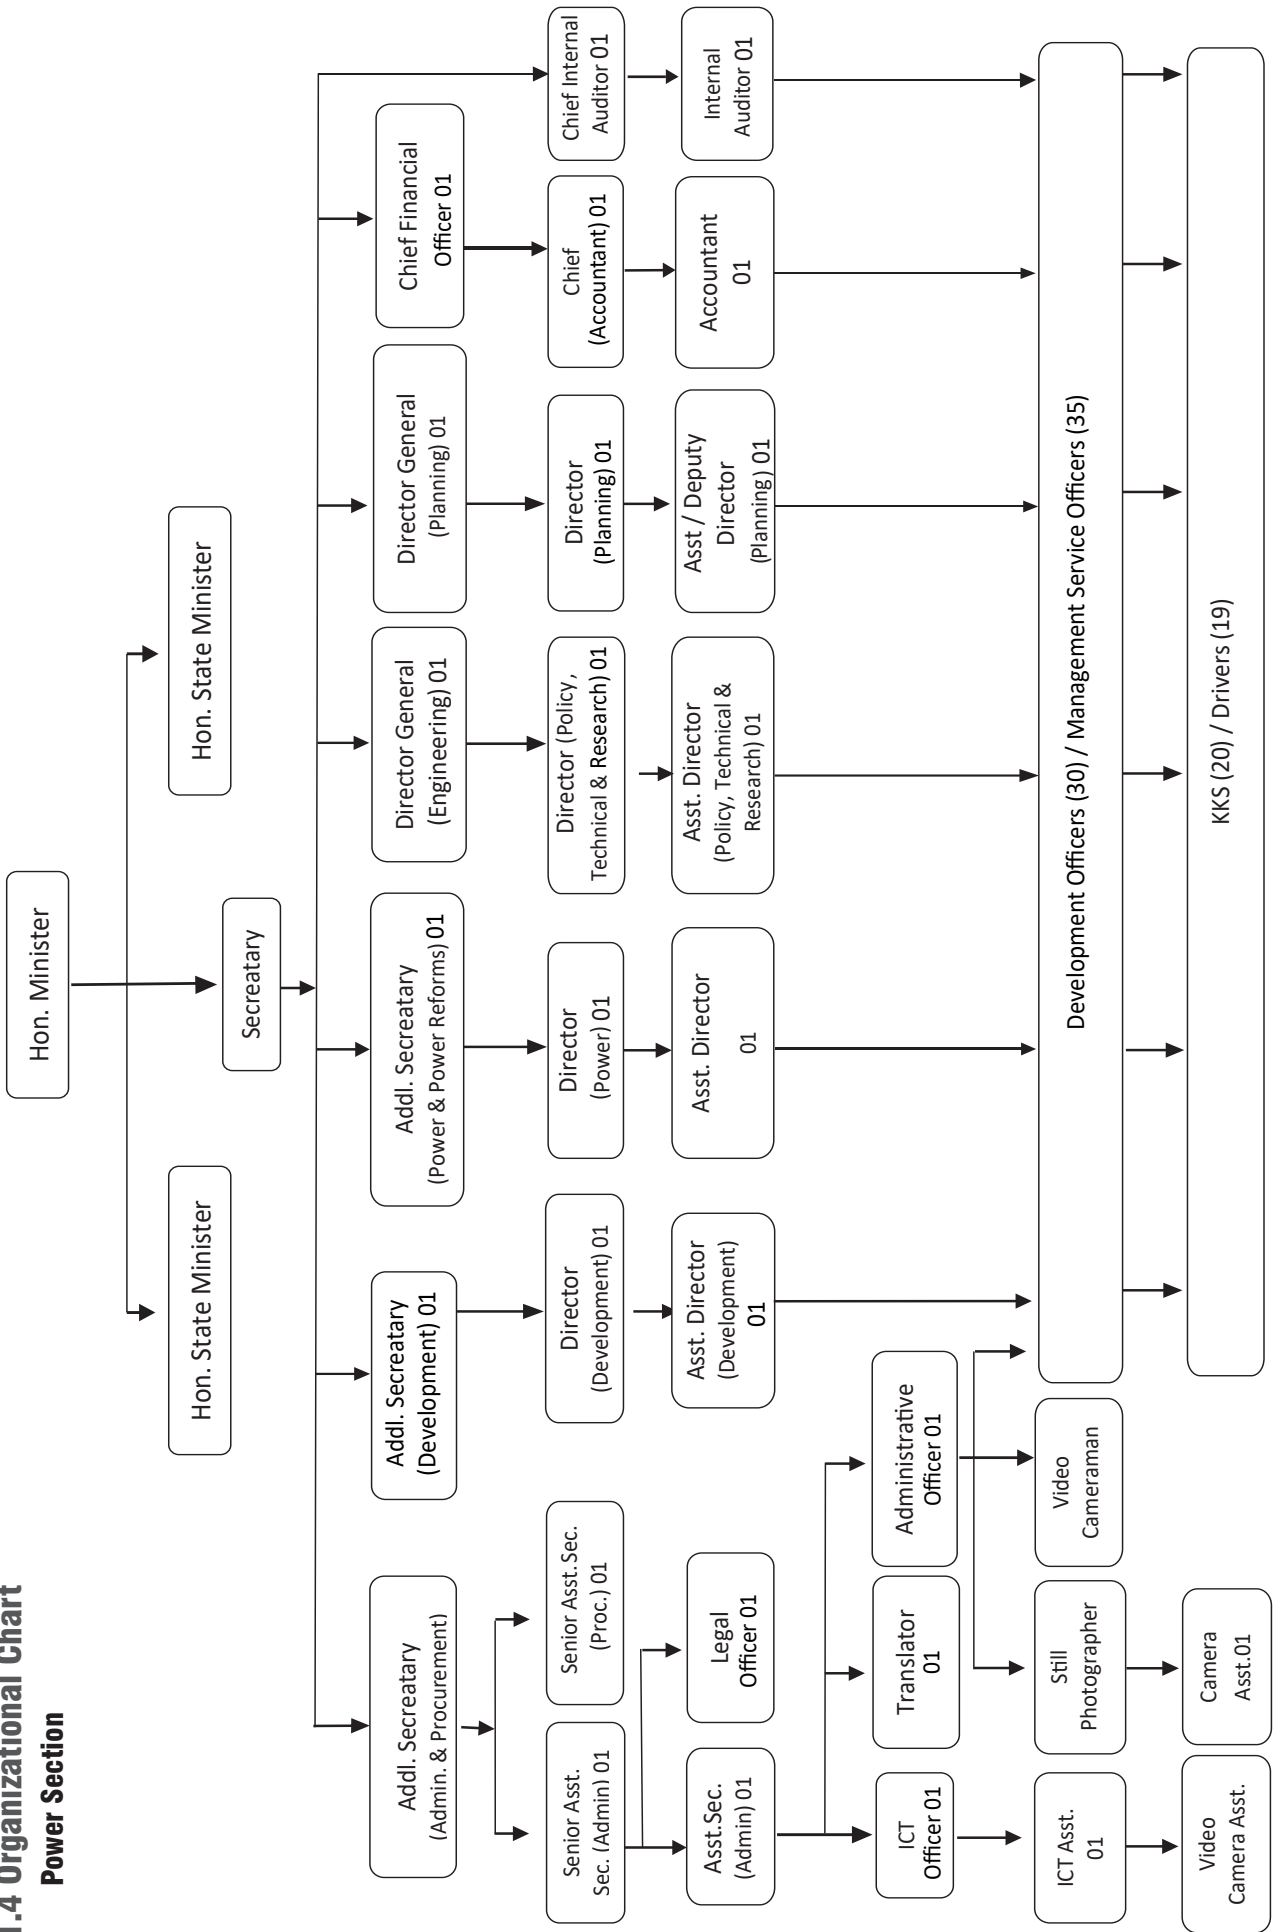 1.4 Organizational Chart
Power Section
Hon. Minister
Hon. State Minister
Hon. State Minister
Secreatary
Addl. Secreatary
(Admin. & Procurement)
Addl. Secreatary
(Development) 01
Addl. Secreatary
(Power & Power Reforms) 01
Director General
(Engineering) 01
Director General
(Planning) 01
Chief Financial
Officer 01
Senior Asst.
Sec. (Admin) 01
Senior Asst.Sec.
(Proc.) 01
Director
(Development) 01
Director
(Power) 01
Director (Policy,
Technical & Research) 01
Director
(Planning) 01
Chief
(Accountant) 01
Chief Internal
Auditor 01
Asst.Sec.
(Admin) 01
Legal
Officer 01
Asst. Director
(Development)
01
Asst. Director
01
Asst. Director
(Policy, Technical &
Research) 01
Asst / Deputy
Director
(Planning ) 01
Accountant
01
Internal
Auditor 01
ICT
Officer 01
Translator
01
Administrative
Officer 01
ICT Asst.
01
Still
Photographer
Video
Cameraman
Development Officers (30) / Management Service Officers (35)
Video
Camera Asst.
Camera
Asst.01
KKS (20) / Drivers (19)